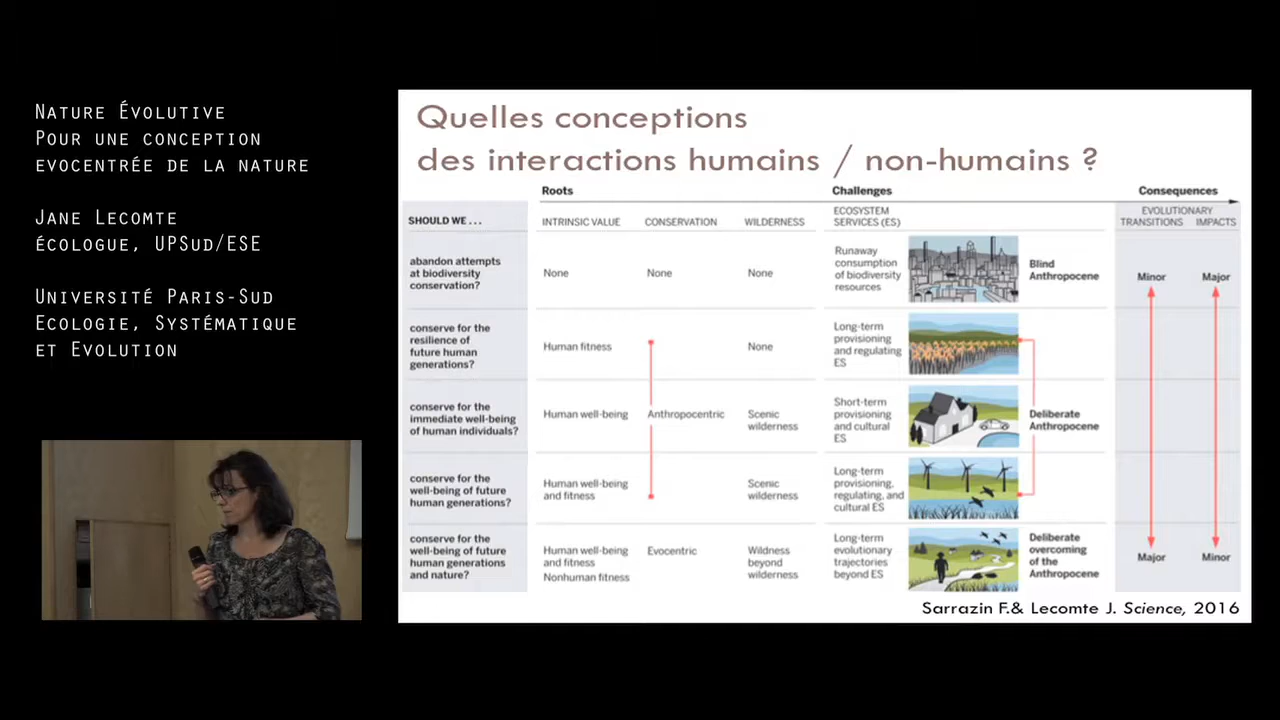 Nature Évolutive
Pour une conception
evocentrée de la nature
Jane Lecomte
écologue, UPSud/ESE
Université Paris-Sud
Ecologie, Systématique
et Evolution
Quelles conceptions
des interactions humains / non-humains ?
Roots
Challenges
Consequences
SHOULD WE . . .
INTRINSIC VALUE
CONSERVATION
WILDERNESS
ECOSYSTEM
SERVICES (ES)
EVOLUTIONARY
TRANSITIONS IMPACTS
abandon attempts
at biodiversity
conservation?
None
None
None
Runaway
consumption
of biodiversity
resources
Blind
Anthropocene
Minor
Major
conserve for the
resilience of
future human
generations?
Human fitness
None
Long-term
provisioning
and regulating
ES
conserve for the
immediate well-being
of human individuals?
Human well-being
Anthropocentric
Scenic
wilderness
Short-term
provisioning
and cultural
ES
Deliberate
Anthropocene
conserve for the
well-being of future
human generations?
Human well-being
and fitness
Scenic
wilderness
Long-term
provisioning,
regulating, and
cultural ES
conserve for the
well-being of future
human generations
and nature?
Human well-being
and fitness
Nonhuman fitness
Evocentric
Wildness
beyond
wilderness
Long-term
evolutionary
trajectories
beyond ES
Deliberate
overcoming
of the
Anthropocene
Major
Minor
Sarrazin F.& Lecomte J. Science, 2016